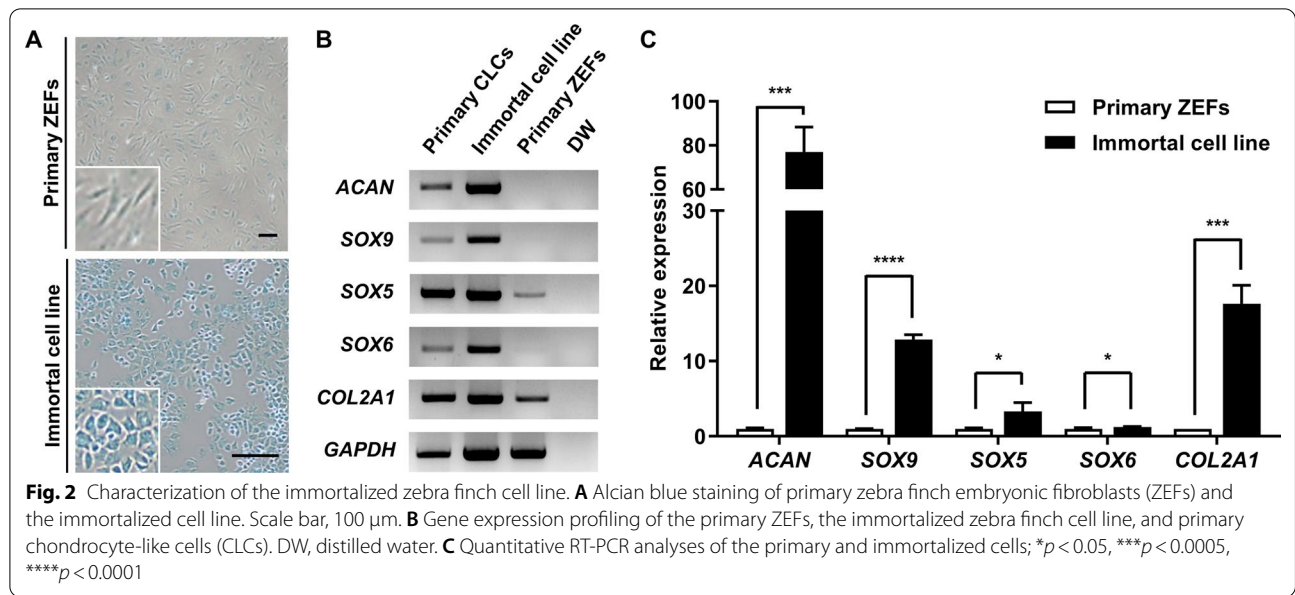 A
Primary ZEFs
Immortal cell line
B
Primary CLCs
Immortal cell line
Primary ZEFs
DW
ACAN
SOX9
SOX5
SOX6
COL2A1
GAPDH
C
Relative expression
100
80
60
30
20
10
0
***
****
*
*
***
Primary ZEFs
Immortal cell line
ACAN SOX9 SOX5 SOX6 COL2A1
Fig. 2 Characterization of the immortalized zebra finch cell line. A Alcian blue staining of primary zebra finch embryonic fibroblasts (ZEFs) and
the immortalized cell line. Scale bar, 100 μm. B Gene expression profiling of the primary ZEFs, the immortalized zebra finch cell line, and primary
chondrocyte-like cells (CLCs). DW, distilled water. C Quantitative RT-PCR analyses of the primary and immortalized cells; *p < 0.05, ***p < 0.0005,
****p < 0.0001